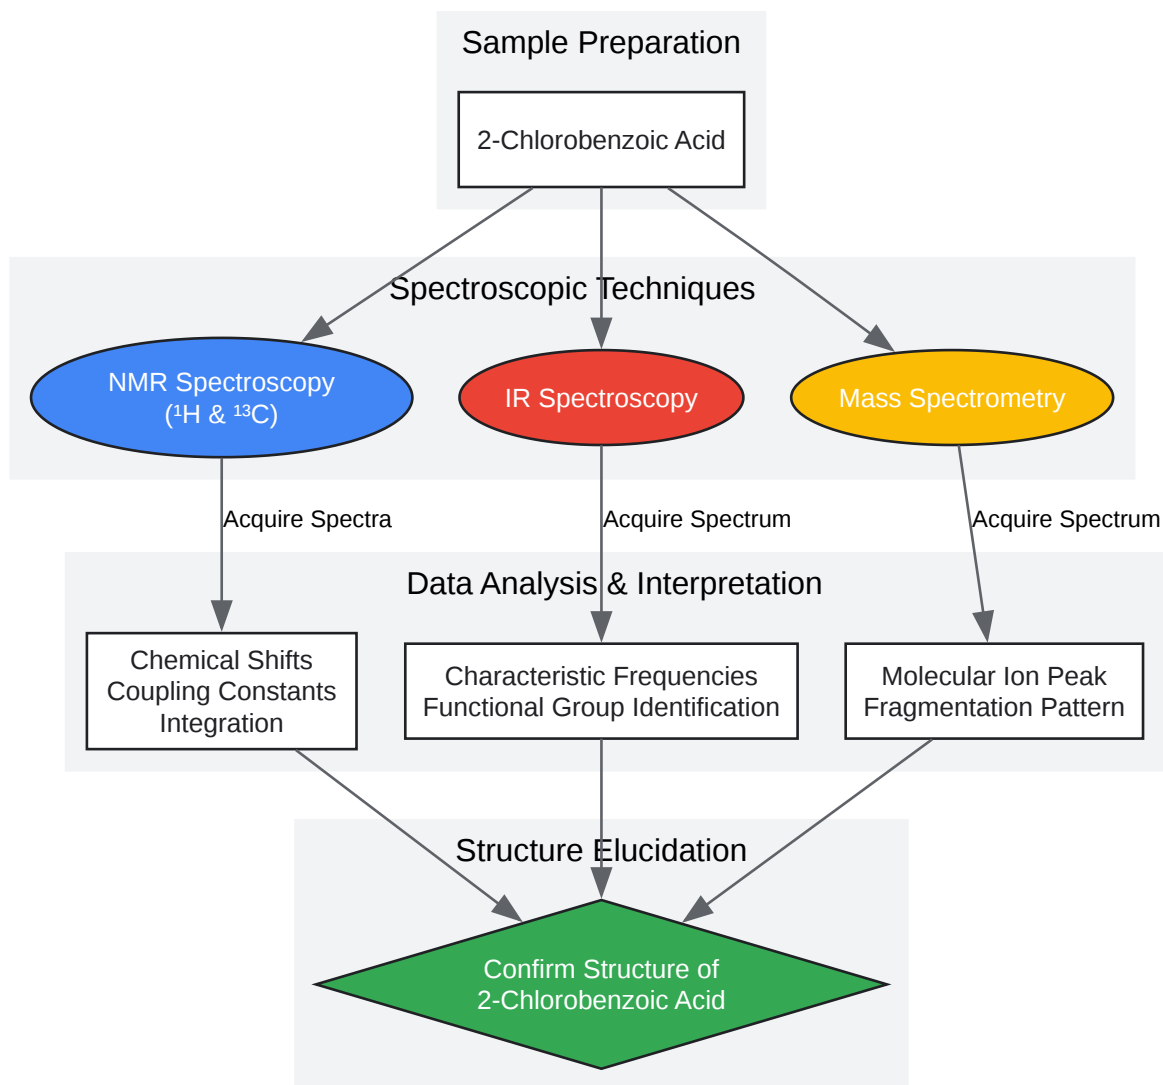 Sample Preparation
2-Chlorobenzoic Acid
Spectroscopic Techniques
NMR Spectroscopy
(¹H & ¹³C)
IR Spectroscopy
Mass Spectrometry
Acquire Spectra
Acquire Spectrum
Acquire Spectrum
Data Analysis & Interpretation
Chemical Shifts
Coupling Constants
Integration
Characteristic Frequencies
Functional Group Identification
Molecular Ion Peak
Fragmentation Pattern
Structure Elucidation
Confirm Structure of
2-Chlorobenzoic Acid